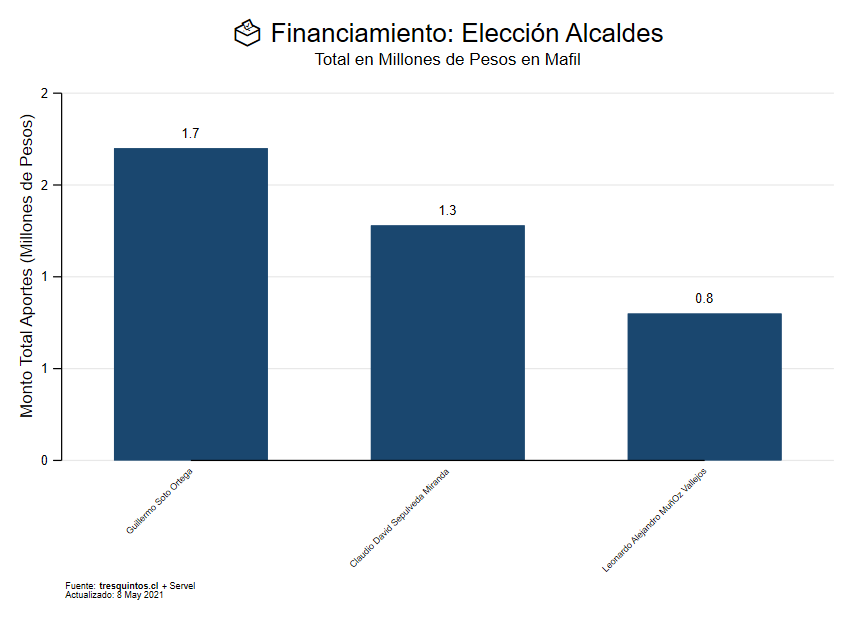 Financiamiento: Elección Alcaldes
Total en Millones de Pesos en Mafil
Monto Total Aportes (Millones de Pesos)
2
2
1
1
0
1.7
1.3
0.8
Guillermo Soto Ortega
Claudio David Sepulveda Miranda
Leonardo Alejandro MuñOz Vallejos
Fuente: tresquintos.cl + Servel
Actualizado: 8 May 2021